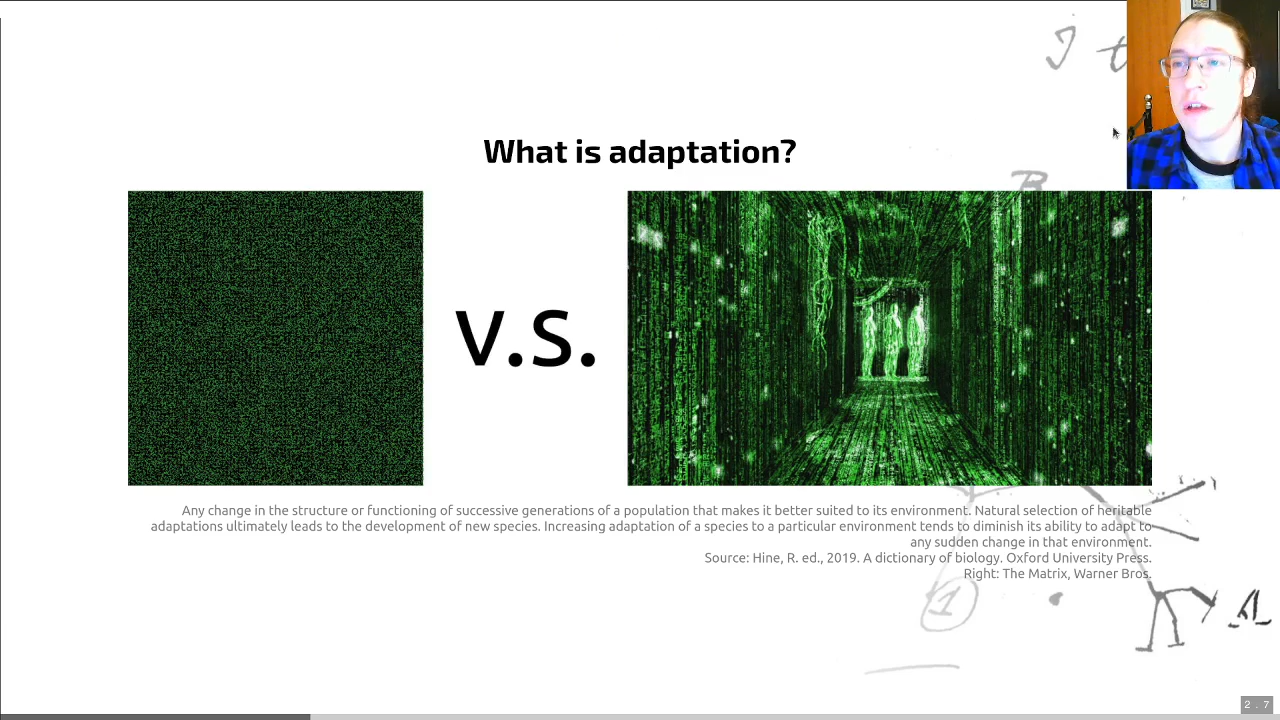 I t
What is adaptation?
B
v.s.
Any change in the structure or functioning of successive generations of a population that makes it better suited to its environment. Natural selection of heritable
adaptations ultimately leads to the development of new species. Increasing adaptation of a species to a particular environment tends to diminish its ability to adapt to
any sudden change in that environment.
Source: Hine, R. ed., 2019. A dictionary of biology. Oxford University Press.
Right: The Matrix, Warner Bros.
1
A
2.7